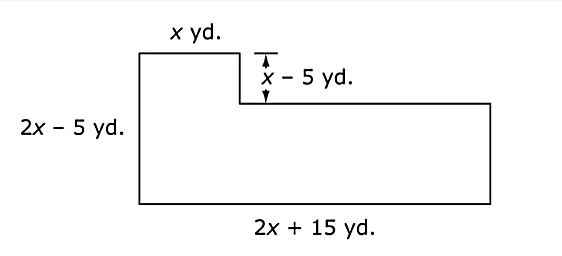 x yd.
x – 5 yd.
2x – 5 yd.
2x + 15 yd.